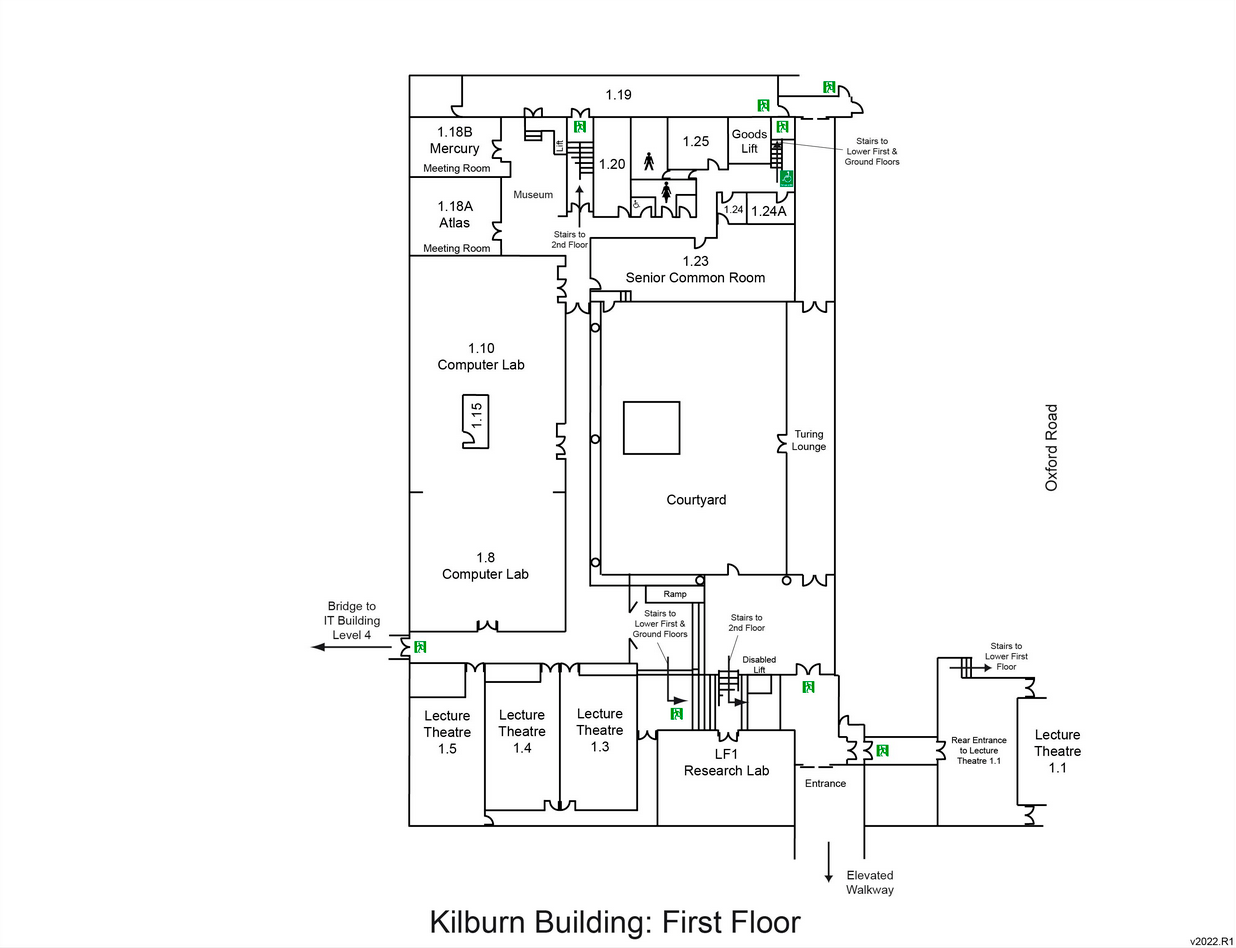 1.19
1.18B
Mercury
Meeting Room
Lift
1.20
1.25
Goods
Lift
Stairs to
Lower First &
Ground Floors
Museum
1.18A
Atlas
Meeting Room
Stairs to
2nd Floor
1.24
1.24A
1.23
Senior Common Room
1.10
Computer Lab
1.15
Turing
Lounge
Oxford Road
Courtyard
1.8
Computer Lab
Ramp
Bridge to
IT Building
Level 4
Stairs to
Lower First &
Ground Floors
Stairs to
2nd Floor
Disabled
Lift
Stairs to
Lower First
Floor
Lecture
Theatre
1.5
Lecture
Theatre
1.4
Lecture
Theatre
1.3
LF1
Research Lab
Rear Entrance
to Lecture
Theatre 1.1
Lecture
Theatre
1.1
Entrance
Elevated
Walkway
Kilburn Building: First Floor
v2022.R1